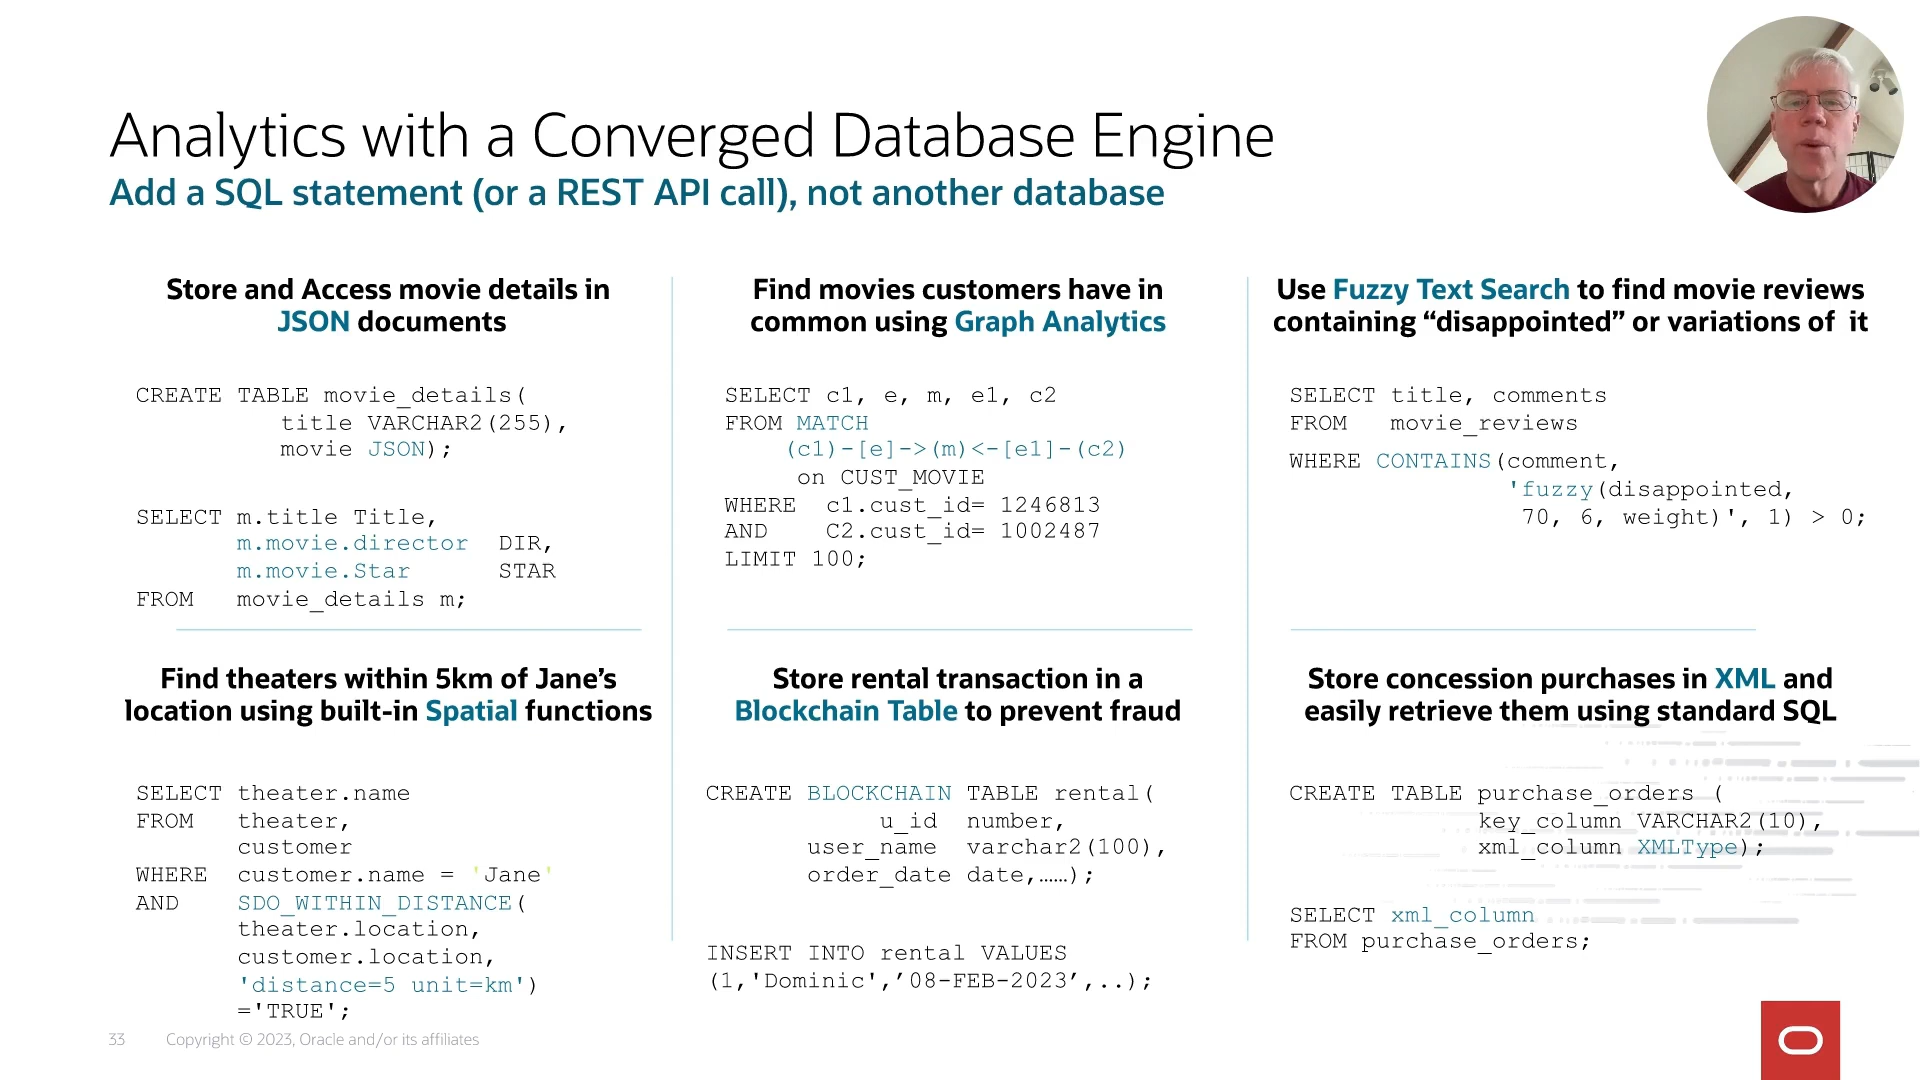 Analytics with a Converged Database Engine
Add a SQL statement (or a REST API call), not another database
Store and Access movie details in
JSON documents
CREATE TABLE movie_details(
title VARCHAR2(255),
movie JSON);
SELECT m.title Title,
m.movie.director DIR,
m.movie.Star STAR
FROM movie_details m;
Find movies customers have in
common using Graph Analytics
SELECT c1, e, m, e1, c2
FROM MATCH
(c1)-[e]->(m)<-[e1]-(c2)
on CUST_MOVIE
WHERE c1.cust_id= 1246813
AND C2.cust_id= 1002487
LIMIT 100;
Use Fuzzy Text Search to find movie reviews
containing “disappointed” or variations of it
SELECT title, comments
FROM movie_reviews
WHERE CONTAINS(comment,
'fuzzy(disappointed,
70, 6, weight)', 1) > 0;
Find theaters within 5km of Jane’s
location using built-in Spatial functions
SELECT theater.name
FROM theater,
customer
WHERE customer.name = 'Jane'
AND SDO_WITHIN_DISTANCE(
theater.location,
customer.location,
'distance=5 unit=km')
='TRUE';
Store rental transaction in a
Blockchain Table to prevent fraud
CREATE BLOCKCHAIN TABLE rental(
u_id number,
user_name varchar2(100),
order_date date,……);
INSERT INTO rental VALUES
(1,'Dominic',’08-FEB-2023’,..);
Store concession purchases in XML and
easily retrieve them using standard SQL
CREATE TABLE purchase_orders (
key_column VARCHAR2(10),
xml_column XMLType);
SELECT xml_column
FROM purchase_orders;
33 Copyright © 2023, Oracle and/or its affiliates